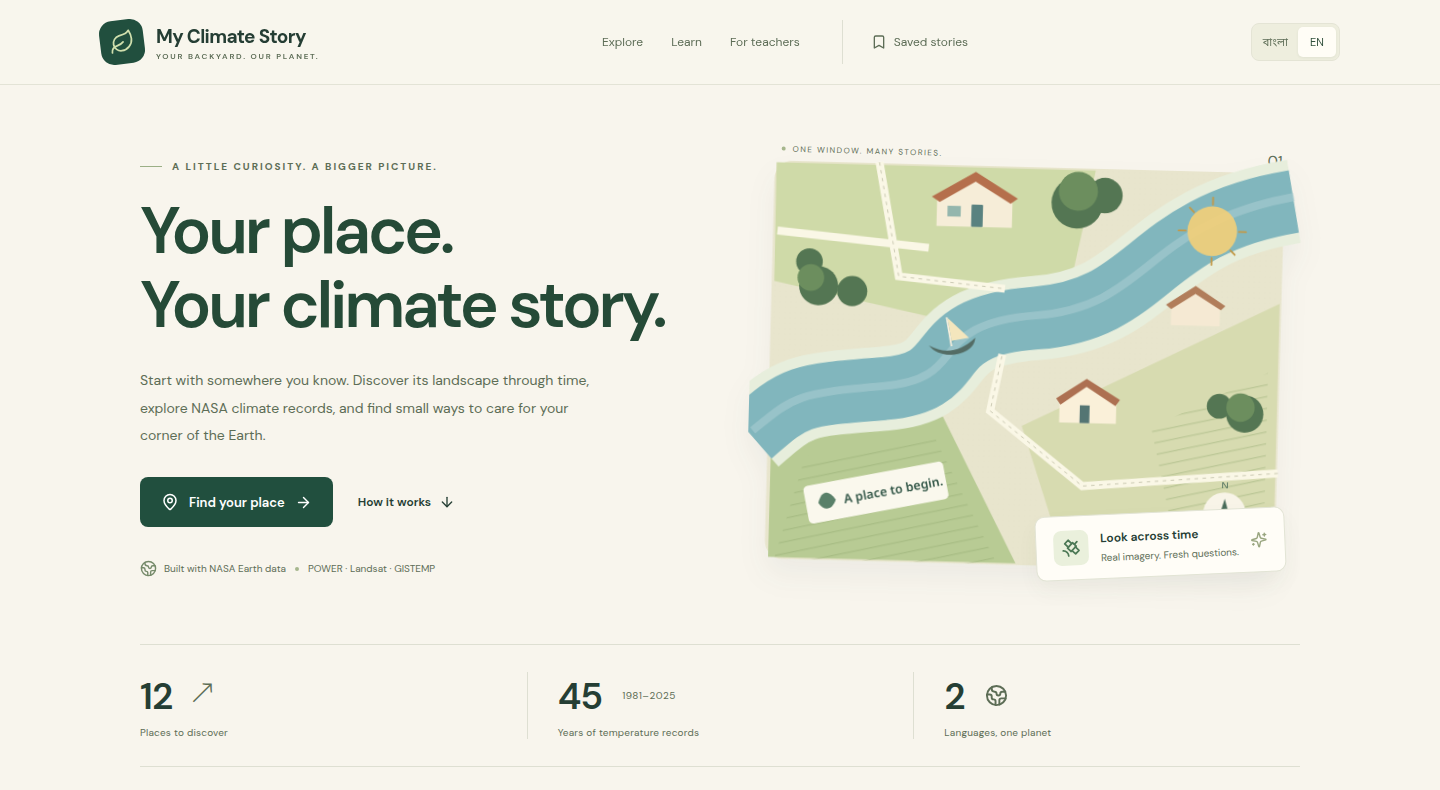 My Climate Story
YOUR BACKYARD. OUR PLANET.
Explore
Learn
For teachers
Saved stories
বাংলা
EN
A LITTLE CURIOSITY. A BIGGER PICTURE.
Your place.
Your climate story.
Start with somewhere you know. Discover its landscape through time,
explore NASA climate records, and find small ways to care for your
corner of the Earth.
Find your place
How it works
Built with NASA Earth data • POWER · Landsat · GISTEMP
ONE WINDOW. MANY STORIES.
01
A place to begin.
N
Look across time
Real imagery. Fresh questions.
12
Places to discover
45 1981–2025
Years of temperature records
2
Languages, one planet